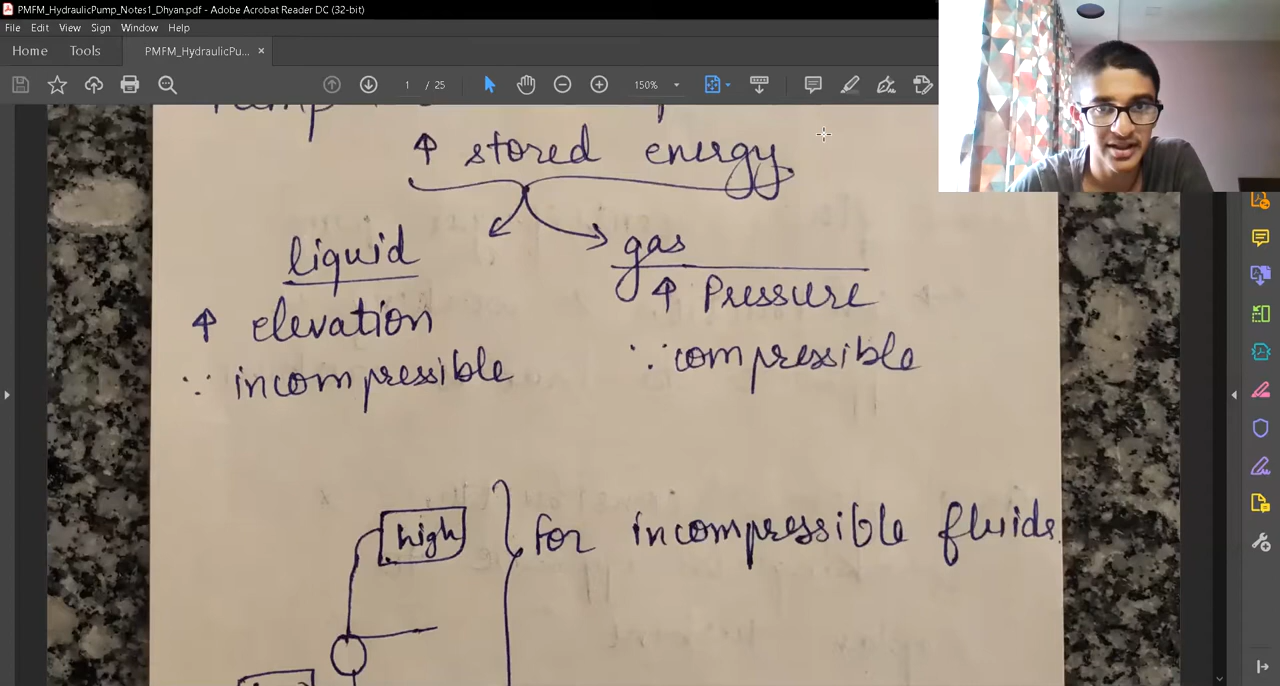 PMFM_HydraulicPump_Notes1_Dhyan.pdf - Adobe Acrobat Reader DC (32-bit)
File Edit View Sign Window Help
Home Tools PMFM_HydraulicPu... ×
1 / 25 150%
↑ stored energy
liquid
gas
↑ elevation
↑ Pressure
∵ incompressible
∵ compressible
high
for incompressible fluids.